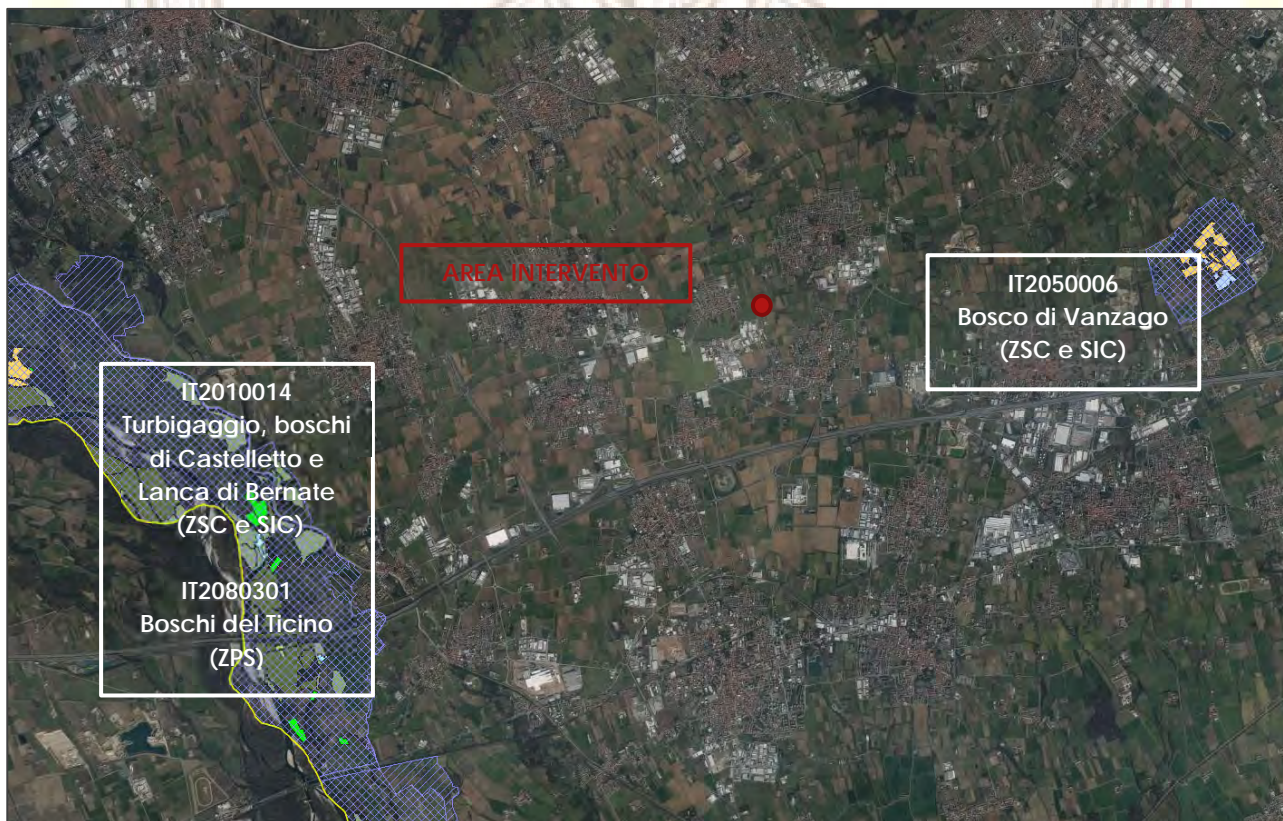 AREA INTERVENTO
IT2050006
Bosco di Vanzago
(ZSC e SIC)
IT2010014
Turbigaggio, boschi
di Castelletto e
Lanca di Bernate
(ZSC e SIC)
IT2080301
Boschi del Ticino
(ZPS)